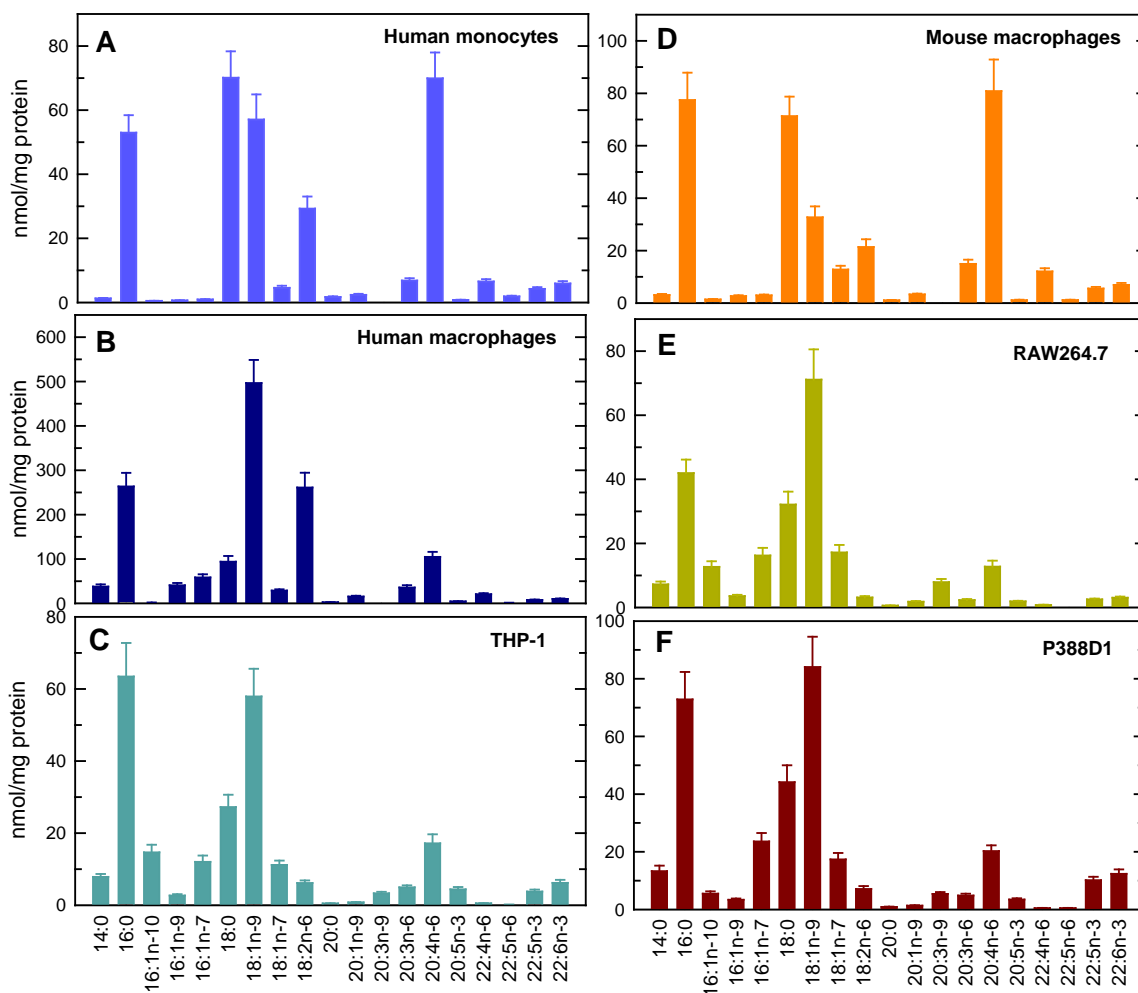 A
Human monocytes
nmol/mg protein
80
60
40
20
0
B
Human macrophages
nmol/mg protein
600
500
400
300
200
100
0
C
THP-1
nmol/mg protein
80
60
40
20
0
14:0
16:0
16:1n-10
16:1n-9
16:1n-7
18:0
18:1n-9
18:1n-7
18:2n-6
20:0
20:1n-9
20:3n-9
20:3n-6
20:4n-6
20:5n-3
22:4n-6
22:5n-6
22:5n-3
22:6n-3
D
Mouse macrophages
100
80
60
40
20
0
E
RAW264.7
80
60
40
20
0
F
P388D1
100
80
60
40
20
0
14:0
16:0
16:1n-10
16:1n-9
16:1n-7
18:0
18:1n-9
18:1n-7
18:2n-6
20:0
20:1n-9
20:3n-9
20:3n-6
20:4n-6
20:5n-3
22:4n-6
22:5n-6
22:5n-3
22:6n-3